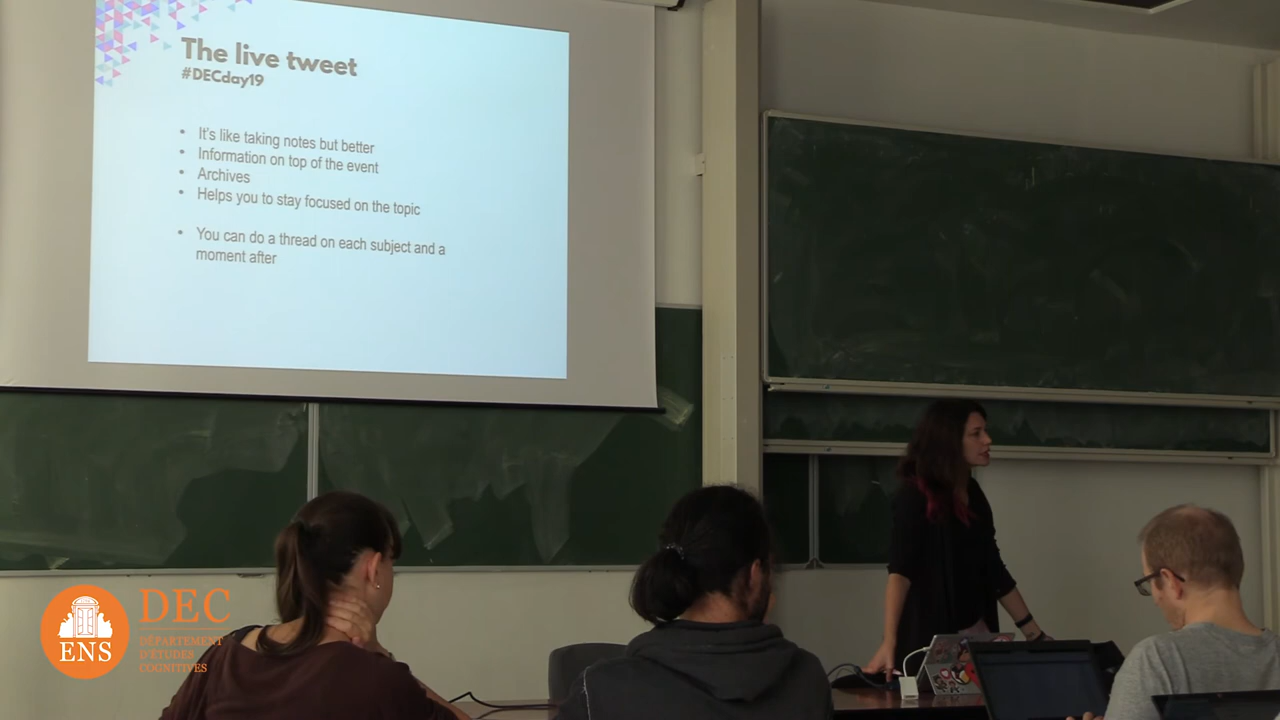 The live tweet
#DECday19
• It's like taking notes but better
• Information on top of the event
• Archives
• Helps you to stay focused on the topic
• You can do a thread on each subject and a
moment after
DEC
ENS
DÉPARTEMENT
D'ÉTUDES
COGNITIVES